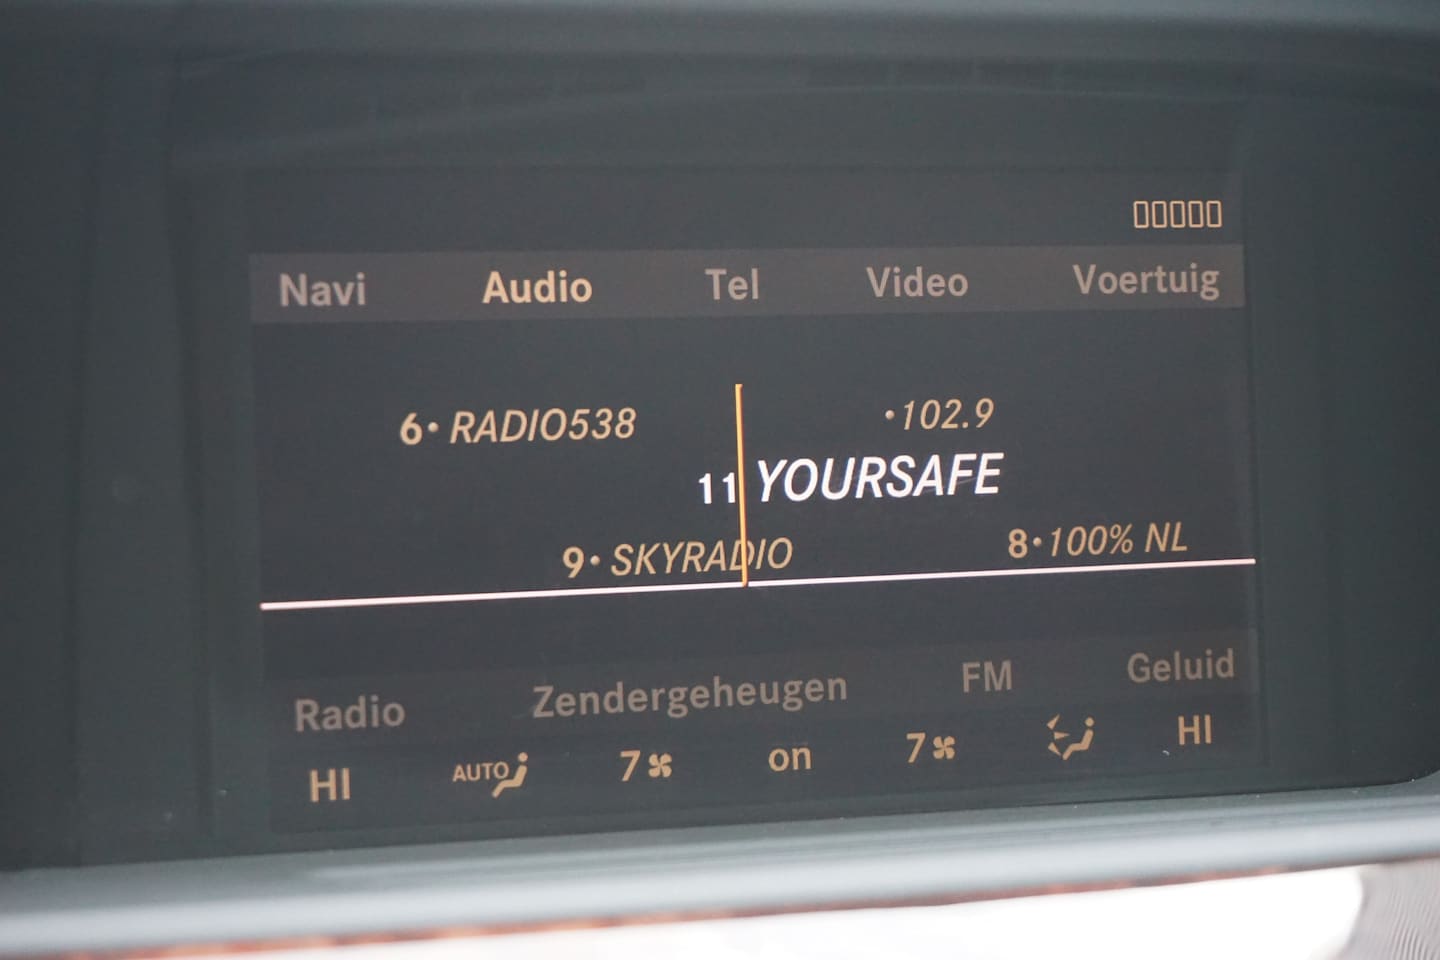 Navi Audio Tel Video Voertuig
6• RADIO538 •102.9
11 YOURSAFE
9• SKYRADIO 8•100% NL
Radio Zendergeheugen FM Geluid
HI AUTO 7 on 7 HI